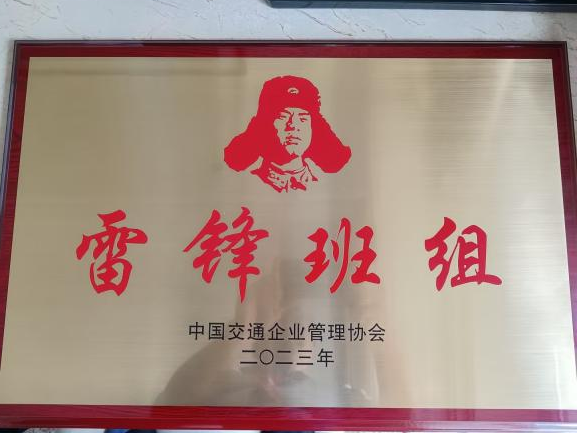 雷锋班组
中国交通企业管理协会
二〇二三年